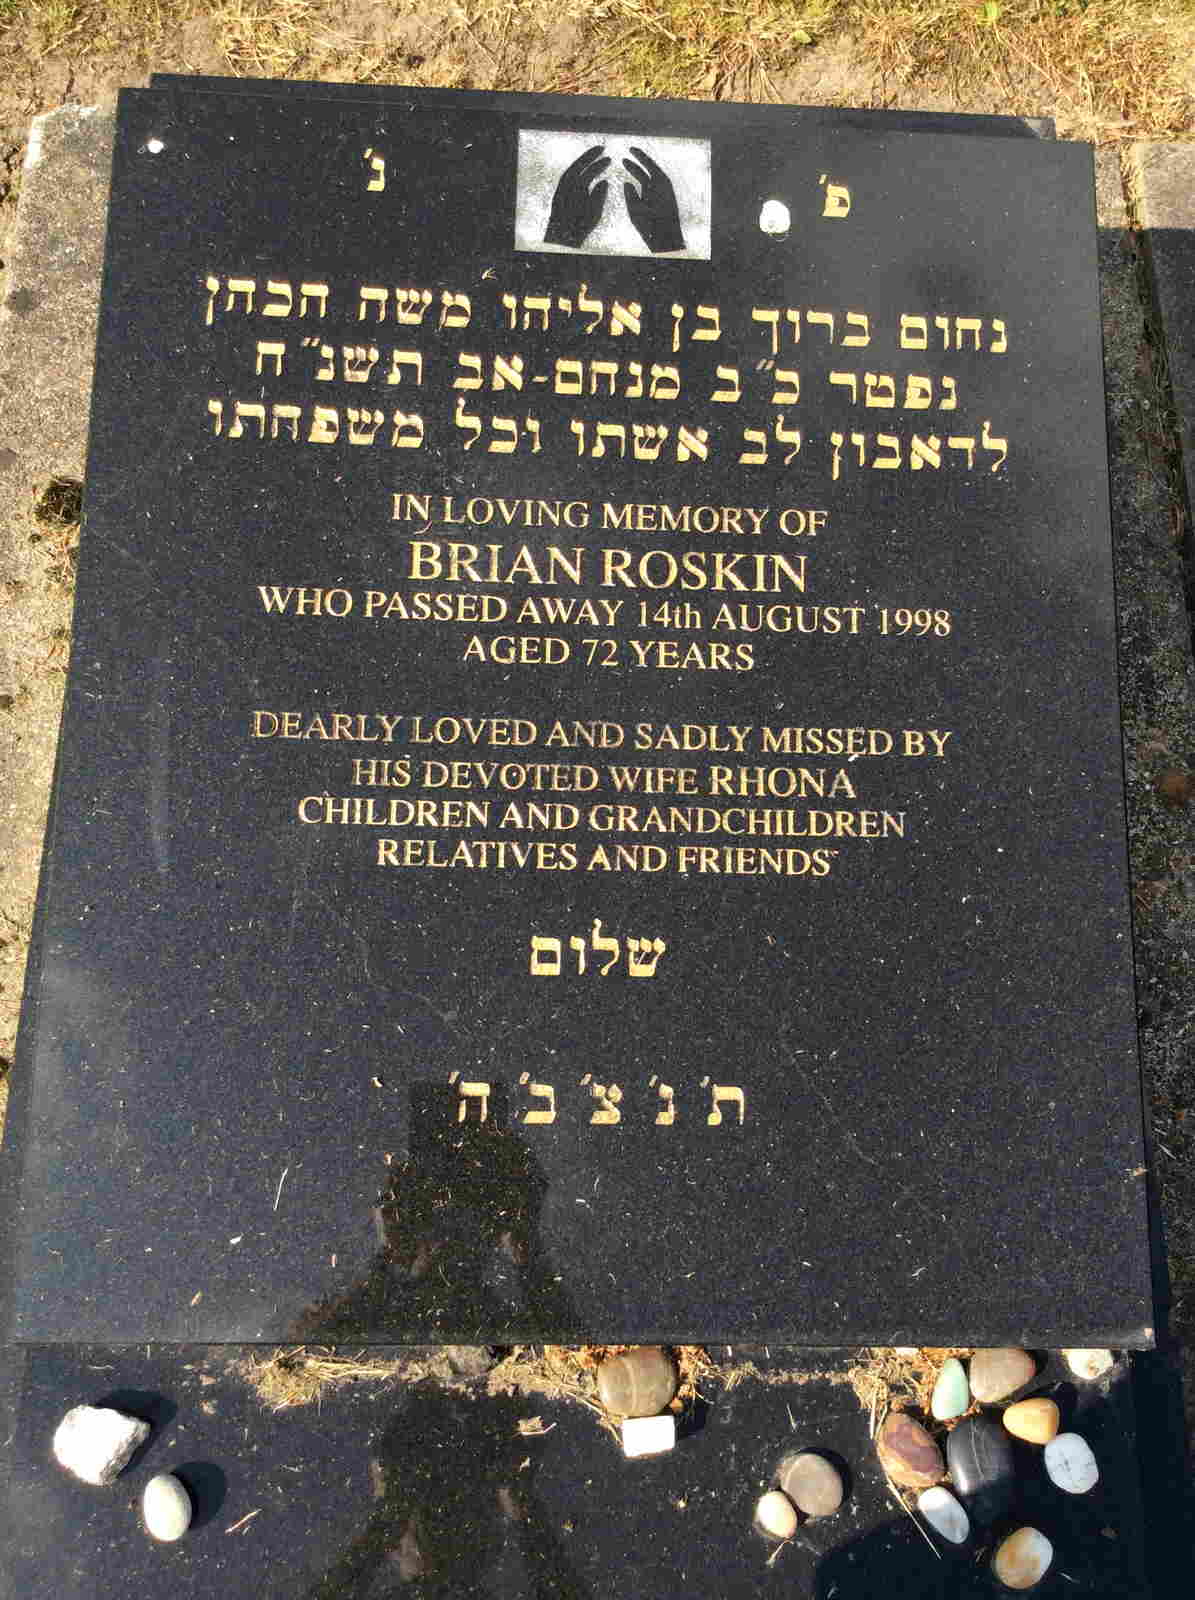 פ׳ נ׳
נחום ברוך בן אליהו משה הכהן
נפטר כ״ב מנחם-אב תשנ״ח
לדאבון לב אשתו וכל משפחתו
IN LOVING MEMORY OF
BRIAN ROSKIN
WHO PASSED AWAY 14th AUGUST 1998
AGED 72 YEARS
DEARLY LOVED AND SADLY MISSED BY
HIS DEVOTED WIFE RHONA
CHILDREN AND GRANDCHILDREN
RELATIVES AND FRIENDS
שלום
ת׳ נ׳ צ׳ ב׳ ה׳